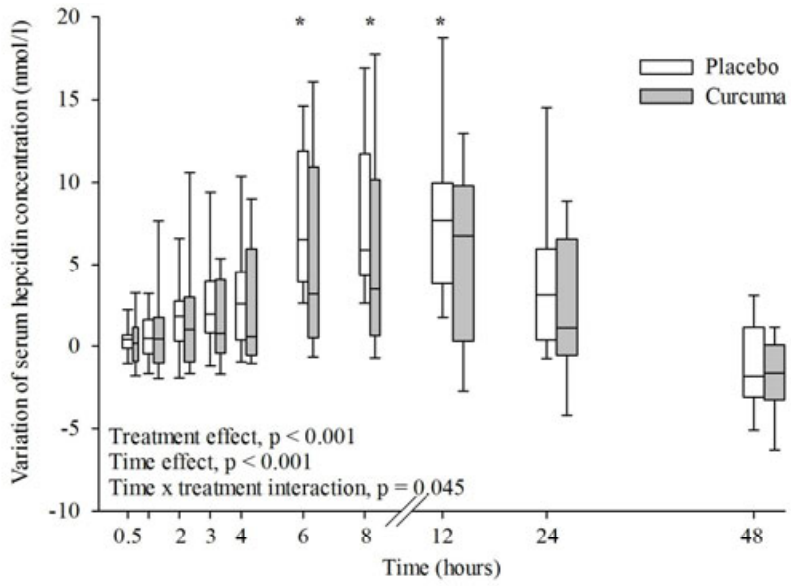 Variation of serum hepcidin concentration (nmol/l)
20
15
10
5
0
-5
-10
* * *
Placebo
Curcuma
Treatment effect, p < 0.001
Time effect, p < 0.001
Time x treatment interaction, p = 0.045
0.5 2 3 4 6 8 12 24 48
Time (hours)